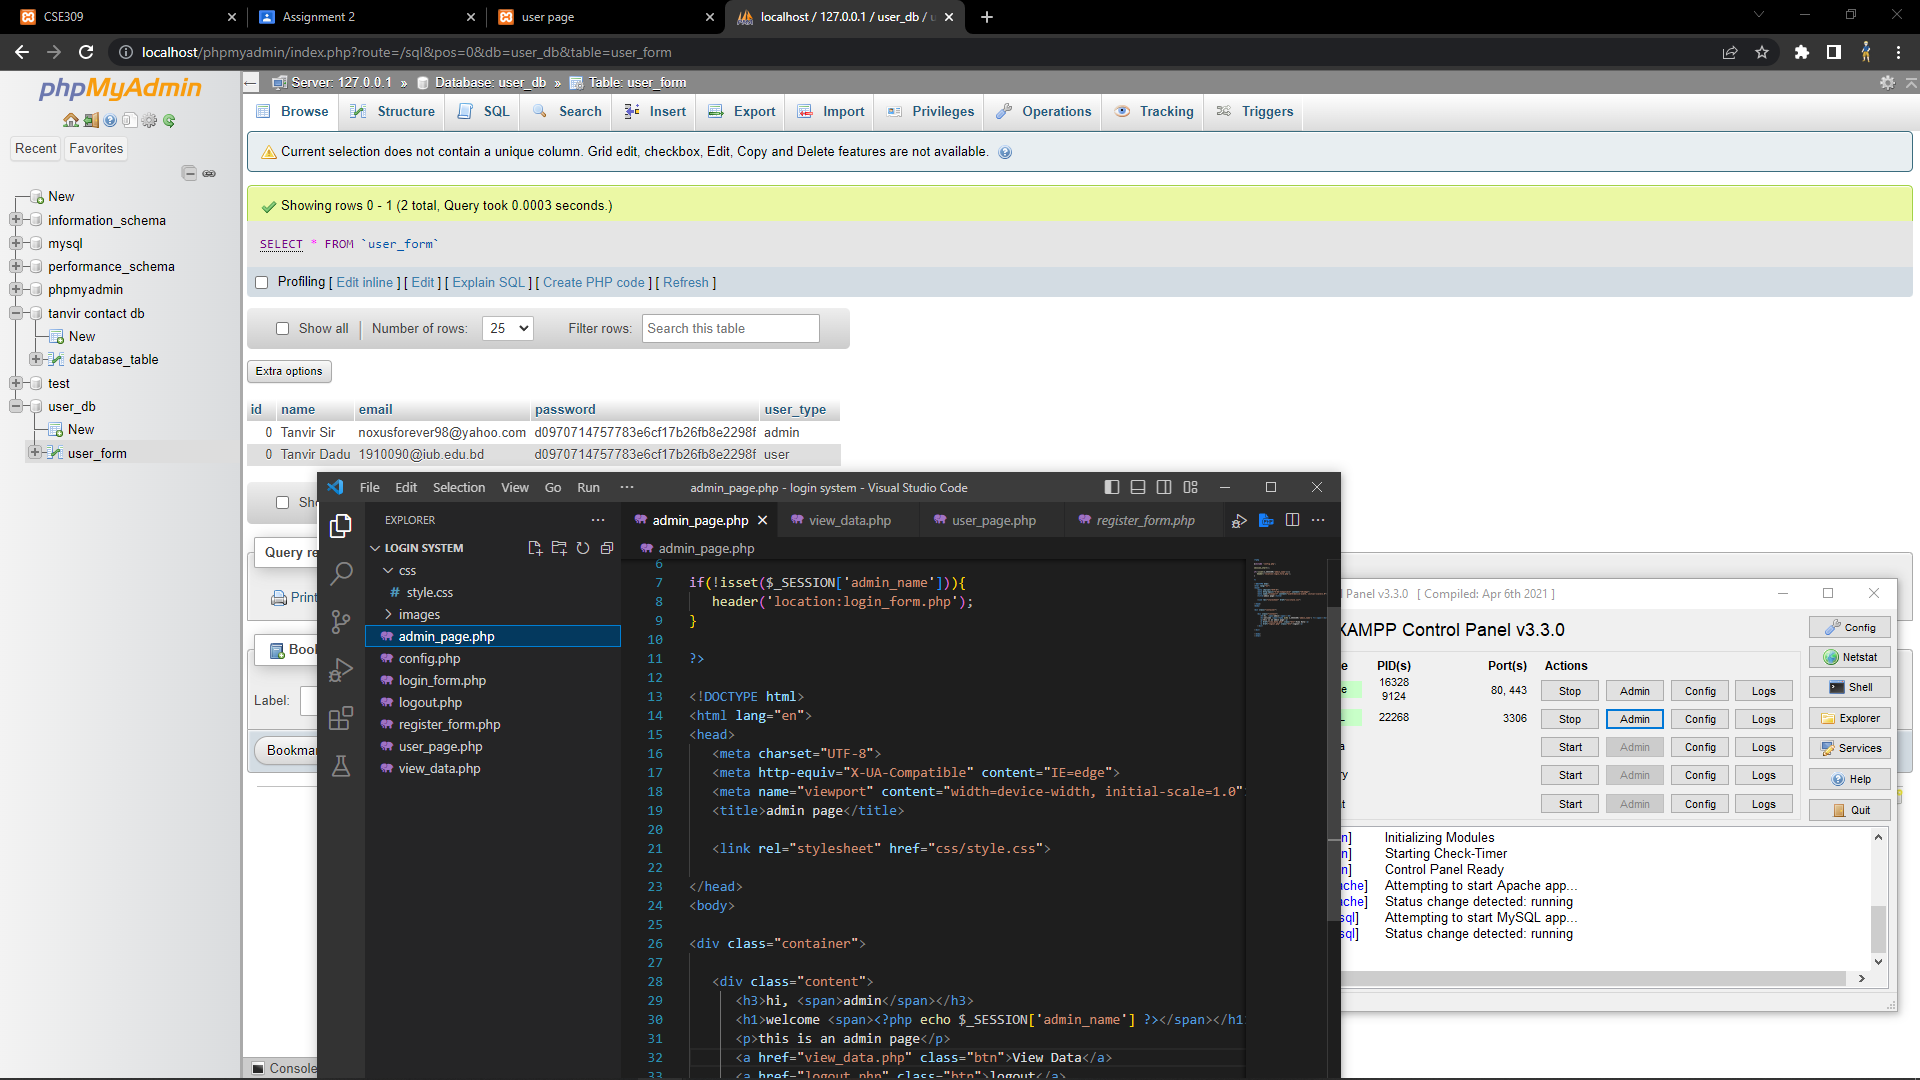 CSE309
Assignment 2
user page
localhost / 127.0.0.1 / user_db / u
localhost/phpmyadmin/index.php?route=/sql&pos=0&db=user_db&table=user_form
phpMyAdmin
Recent
Favorites
New
information_schema
mysql
performance_schema
phpmyadmin
tanvir contact db
New
database_table
test
user_db
New
user_form
Server: 127.0.0.1 » Database: user_db » Table: user_form
Browse
Structure
SQL
Search
Insert
Export
Import
Privileges
Operations
Tracking
Triggers
Current selection does not contain a unique column. Grid edit, checkbox, Edit, Copy and Delete features are not available.
Showing rows 0 - 1 (2 total, Query took 0.0003 seconds.)
SELECT * FROM `user_form`
Profiling [ Edit inline ] [ Edit ] [ Explain SQL ] [ Create PHP code ] [ Refresh ]
Show all
Number of rows: 25
Filter rows: Search this table
Extra options
id name email password user_type
0 Tanvir Sir noxusforever98@yahoo.com d0970714757783e6cf17b26fb8e2298f admin
0 Tanvir Dadu 1910090@iub.edu.bd d0970714757783e6cf17b26fb8e2298f user
Sho
Query re
Print
Bool
Label:
Bookmar
Console
File Edit Selection View Go Run ···
admin_page.php - login system - Visual Studio Code
EXPLORER
LOGIN SYSTEM
css
# style.css
images
admin_page.php
config.php
login_form.php
logout.php
register_form.php
user_page.php
view_data.php
admin_page.php
view_data.php
user_page.php
register_form.php
admin_page.php
6
7 if(!isset($_SESSION['admin_name'])){
8 header('location:login_form.php');
9 }
10
11 ?>
12
13 <!DOCTYPE html>
14 <html lang="en">
15 <head>
16 <meta charset="UTF-8">
17 <meta http-equiv="X-UA-Compatible" content="IE=edge">
18 <meta name="viewport" content="width=device-width, initial-scale=1.0"
19 <title>admin page</title>
20
21 <link rel="stylesheet" href="css/style.css">
22
23 </head>
24 <body>
25
26 <div class="container">
27
28 <div class="content">
29 <h3>hi, <span>admin</span></h3>
30 <h1>welcome <span><?php echo $_SESSION['admin_name'] ?></span></h1
31 <p>this is an admin page</p>
32 <a href="view_data.php" class="btn">View Data</a>
33 <a href="logout.php" class="btn">logout</a>
Panel v3.3.0 [ Compiled: Apr 6th 2021 ]
XAMPP Control Panel v3.3.0
e PID(s) Port(s) Actions
e 16328
9124 80, 443 Stop Admin Config Logs
L 22268 3306 Stop Admin Config Logs
a Start Admin Config Logs
ry Start Admin Config Logs
t Start Admin Config Logs
Config
Netstat
Shell
Explorer
Services
Help
Quit
n] Initializing Modules
n] Starting Check-Timer
n] Control Panel Ready
che] Attempting to start Apache app...
che] Status change detected: running
sql] Attempting to start MySQL app...
sql] Status change detected: running